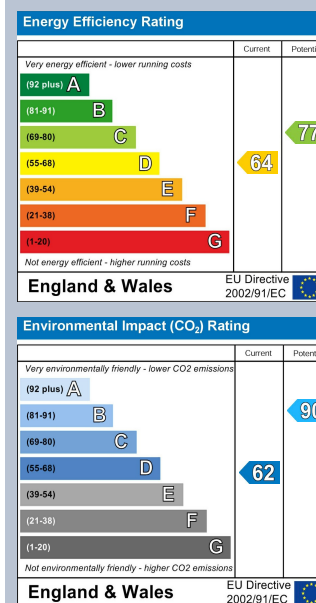 Energy Efficiency Rating
Current Potenti
Very energy efficient - lower running costs
(92 plus) A
(81-91) B
(69-80) C
77
(55-68) D
64
(39-54) E
(21-38) F
(1-20) G
Not energy efficient - higher running costs
England & Wales
EU Directive
2002/91/EC
Environmental Impact (CO₂) Rating
Current Potent
Very environmentally friendly - lower CO2 emissions
(92 plus) A
(81-91) B
90
(69-80) C
(55-68) D
62
(39-54) E
(21-38) F
(1-20) G
Not environmentally friendly - higher CO2 emissions
England & Wales
EU Directive
2002/91/EC